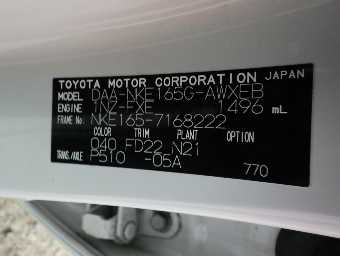 TOYOTA MOTOR CORPORATION JAPAN
MODEL DAA-NKE165G-AWXEB
ENGINE 1NZ-FXE 1496 mL
FRAME No. NKE165-7168222
COLOR TRIM PLANT OPTION
040 FD22 N21
TRANS./AXLE P510 -05A
770